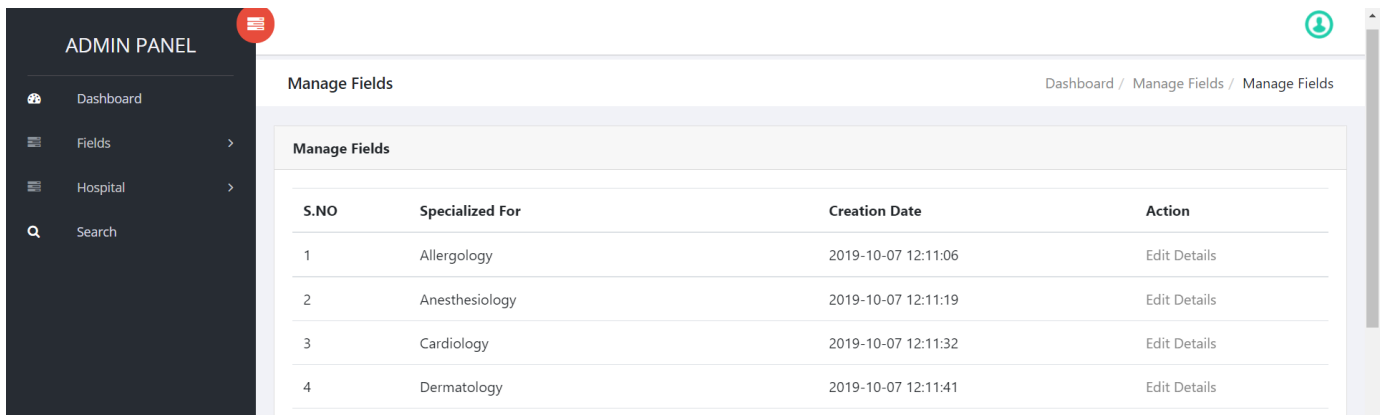 ADMIN PANEL
Dashboard
Fields
Hospital
Search
Manage Fields
Dashboard / Manage Fields / Manage Fields
Manage Fields
S.NO Specialized For Creation Date Action
1 Allergology 2019-10-07 12:11:06 Edit Details
2 Anesthesiology 2019-10-07 12:11:19 Edit Details
3 Cardiology 2019-10-07 12:11:32 Edit Details
4 Dermatology 2019-10-07 12:11:41 Edit Details